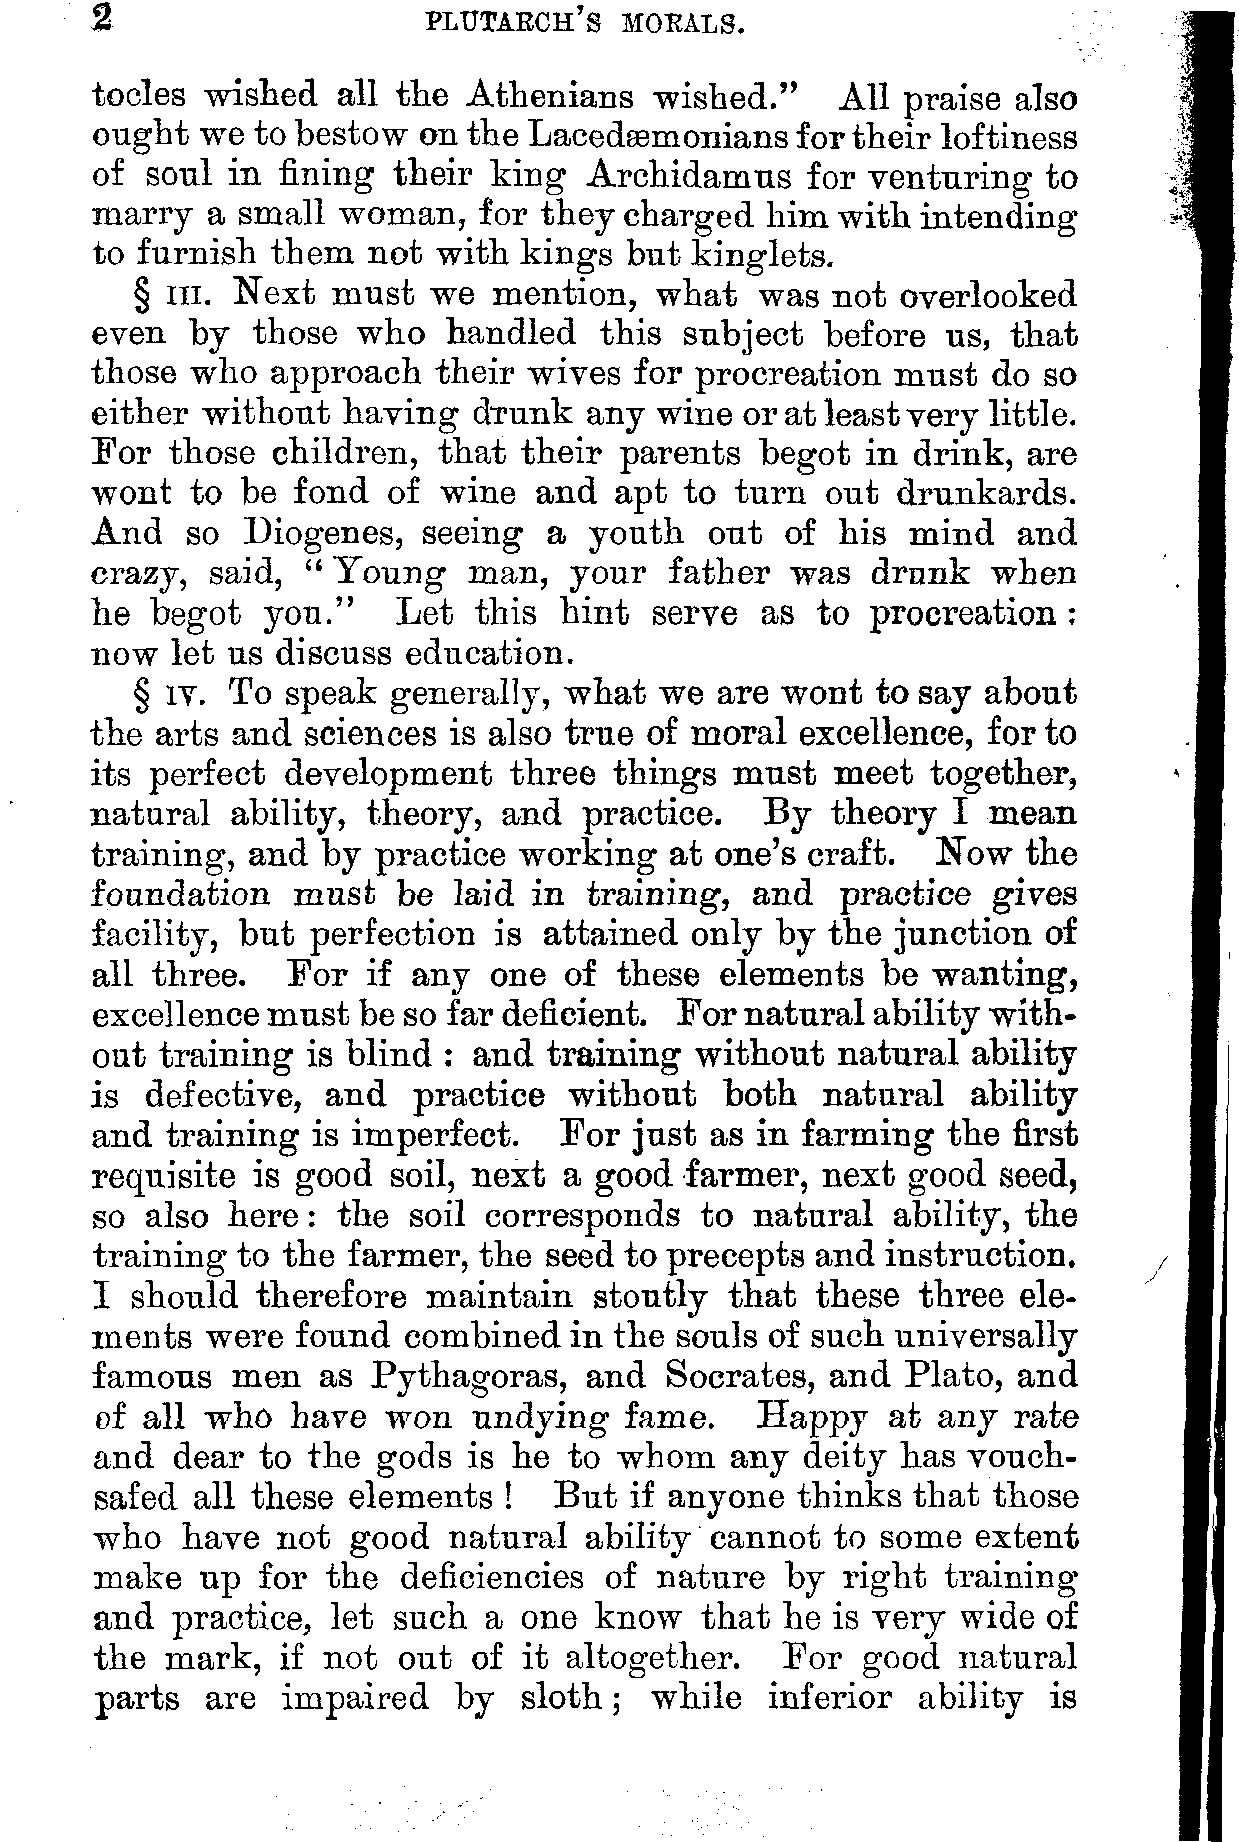 2 PLUTARCH'S MORALS.
tocles wished all the Athenians wished." All praise also
ought we to bestow on the Lacedæmonians for their loftiness
of soul in fining their king Archidamus for venturing to
marry a small woman, for they charged him with intending
to furnish them not with kings but kinglets.
§ III. Next must we mention, what was not overlooked
even by those who handled this subject before us, that
those who approach their wives for procreation must do so
either without having drunk any wine or at least very little.
For those children, that their parents begot in drink, are
wont to be fond of wine and apt to turn out drunkards.
And so Diogenes, seeing a youth out of his mind and
crazy, said, "Young man, your father was drunk when
he begot you." Let this hint serve as to procreation :
now let us discuss education.
§ IV. To speak generally, what we are wont to say about
the arts and sciences is also true of moral excellence, for to
its perfect development three things must meet together,
natural ability, theory, and practice. By theory I mean
training, and by practice working at one's craft. Now the
foundation must be laid in training, and practice gives
facility, but perfection is attained only by the junction of
all three. For if any one of these elements be wanting,
excellence must be so far deficient. For natural ability with-
out training is blind : and training without natural ability
is defective, and practice without both natural ability
and training is imperfect. For just as in farming the first
requisite is good soil, next a good farmer, next good seed,
so also here : the soil corresponds to natural ability, the
training to the farmer, the seed to precepts and instruction.
I should therefore maintain stoutly that these three ele-
ments were found combined in the souls of such universally
famous men as Pythagoras, and Socrates, and Plato, and
of all who have won undying fame. Happy at any rate
and dear to the gods is he to whom any deity has vouch-
safed all these elements ! But if anyone thinks that those
who have not good natural ability cannot to some extent
make up for the deficiencies of nature by right training
and practice, let such a one know that he is very wide of
the mark, if not out of it altogether. For good natural
parts are impaired by sloth ; while inferior ability is